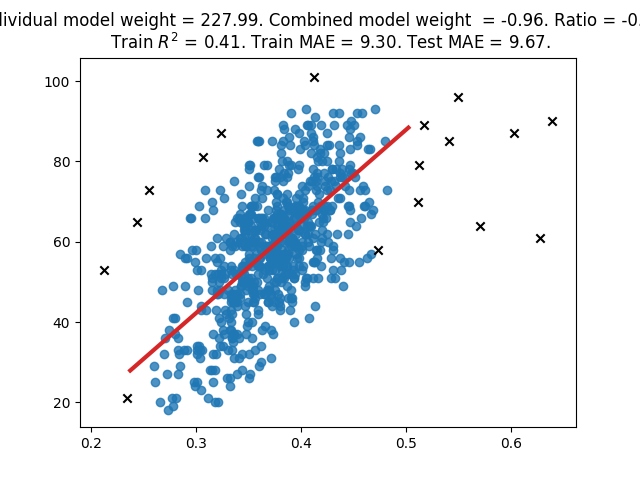 dividual model weight = 227.99. Combined model weight  = -0.96. Ratio = -0.
Train R² = 0.41. Train MAE = 9.30. Test MAE = 9.67.
100
80
60
40
20
0.2 0.3 0.4 0.5 0.6